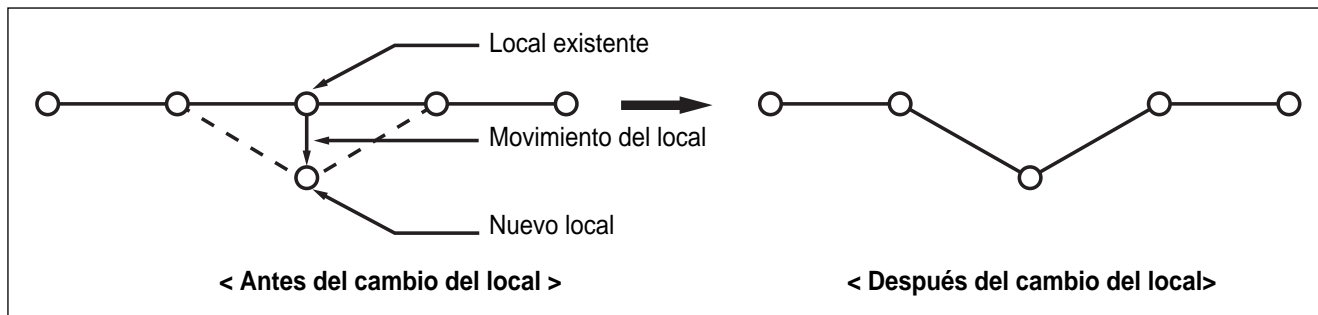 Local existente
Movimiento del local
Nuevo local
< Antes del cambio del local >
< Después del cambio del local>